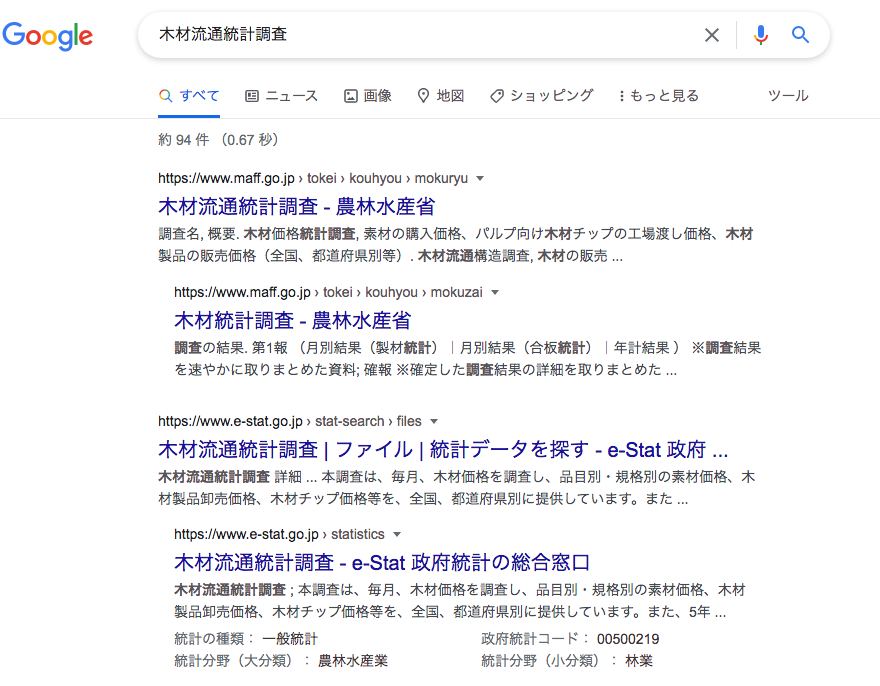 Google
木材流通統計調査
すべて ニュース 画像 地図 ショッピング もっと見る ツール
約 94 件 （0.67 秒）
https://www.maff.go.jp › tokei › kouhyou › mokuryu
木材流通統計調査 - 農林水産省
調査名, 概要. 木材価格統計調査, 素材の購入価格、パルプ向け木材チップの工場渡し価格、木材
製品の販売価格（全国、都道府県別等）. 木材流通構造調査, 木材の販売 ...
https://www.maff.go.jp › tokei › kouhyou › mokuzai
木材統計調査 - 農林水産省
調査の結果. 第1報 （月別結果（製材統計）｜月別結果（合板統計）｜年計結果 ） ※調査結果
を速やかに取りまとめた資料; 確報 ※確定した調査結果の詳細を取りまとめた ...
https://www.e-stat.go.jp › stat-search › files
木材流通統計調査 | ファイル | 統計データを探す - e-Stat 政府 ...
木材流通統計調査 詳細 ... 本調査は、毎月、木材価格を調査し、品目別・規格別の素材価格、木
材製品卸売価格、木材チップ価格等を、全国、都道府県別に提供しています。また ...
https://www.e-stat.go.jp › statistics
木材流通統計調査 - e-Stat 政府統計の総合窓口
木材流通統計調査 ; 本調査は、毎月、木材価格を調査し、品目別・規格別の素材価格、木材
製品卸売価格、木材チップ価格等を、全国、都道府県別に提供しています。また、5年 ...
統計の種類： 一般統計 政府統計コード： 00500219
統計分野（大分類）： 農林水産業 統計分野（小分類）： 林業